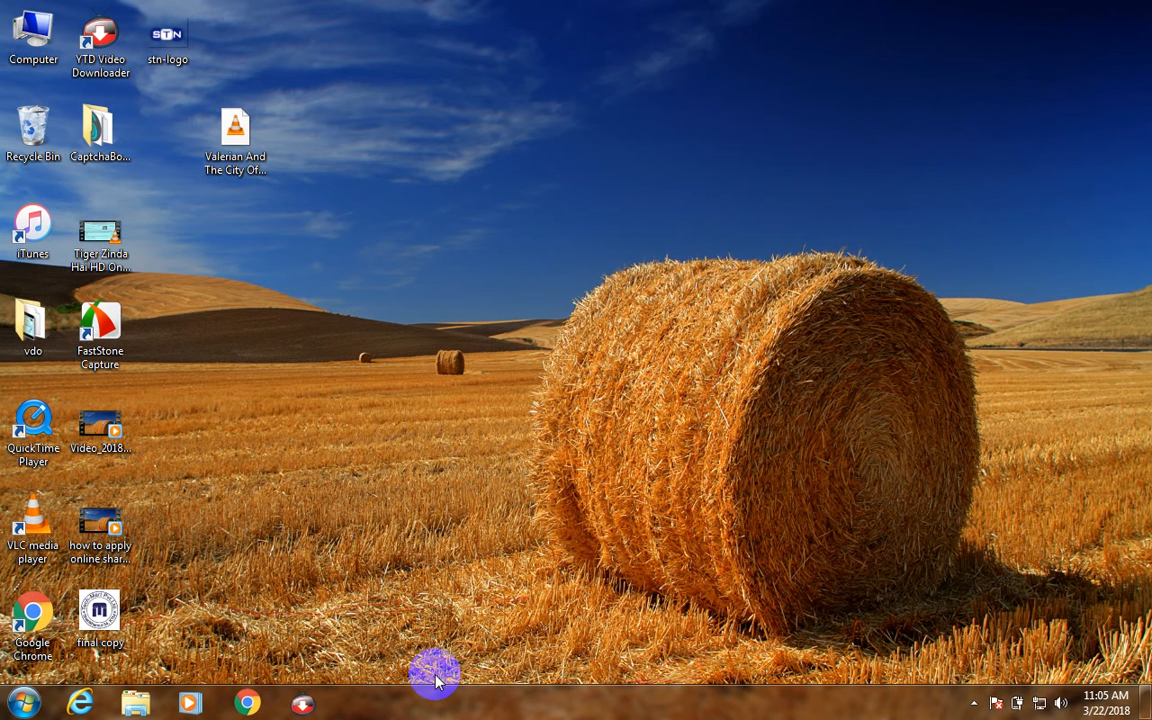 Computer
YTD Video
Downloader
STN
stn-logo
Recycle Bin
CaptchaBo...
Valerian And
The City Of...
iTunes
Tiger Zinda
Hai HD On...
vdo
FastStone
Capture
QuickTime
Player
Video_2018...
VLC media
player
how to apply
online shar...
Google
Chrome
M
final copy
11:05 AM
3/22/2018